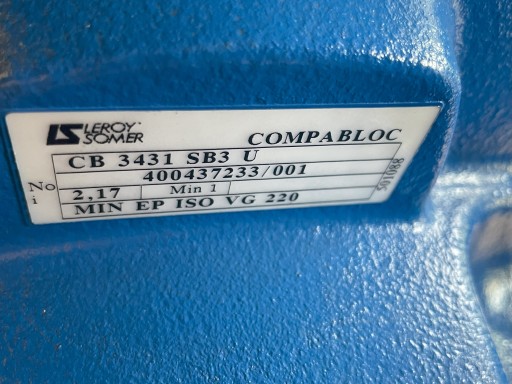 LS LEROY SOMER COMPABLOC
CB 3431 SB3 U
No 400437233/001
i 2,17 Min 1
MIN EP ISO VG 220
501088